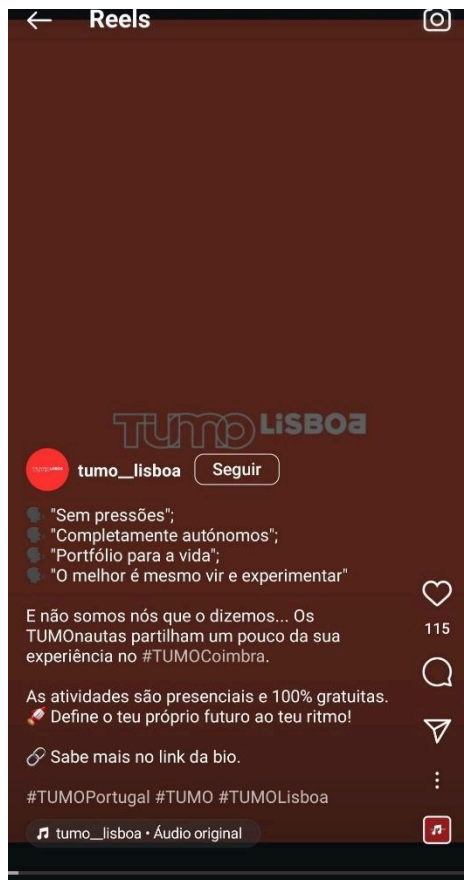 Reels
TUMO LiSBOa
tumo__lisboa Seguir
🗣️ "Sem pressões";
🗣️ "Completamente autónomos";
🗣️ "Portfólio para a vida";
🗣️ "O melhor é mesmo vir e experimentar"
E não somos nós que o dizemos... Os
TUMOnautas partilham um pouco da sua
experiência no #TUMOCoimbra.
115
As atividades são presenciais e 100% gratuitas.
🚀 Define o teu próprio futuro ao teu ritmo!
🔗 Sabe mais no link da bio.
#TUMOPortugal #TUMO #TUMOLisboa
tumo__lisboa • Áudio original